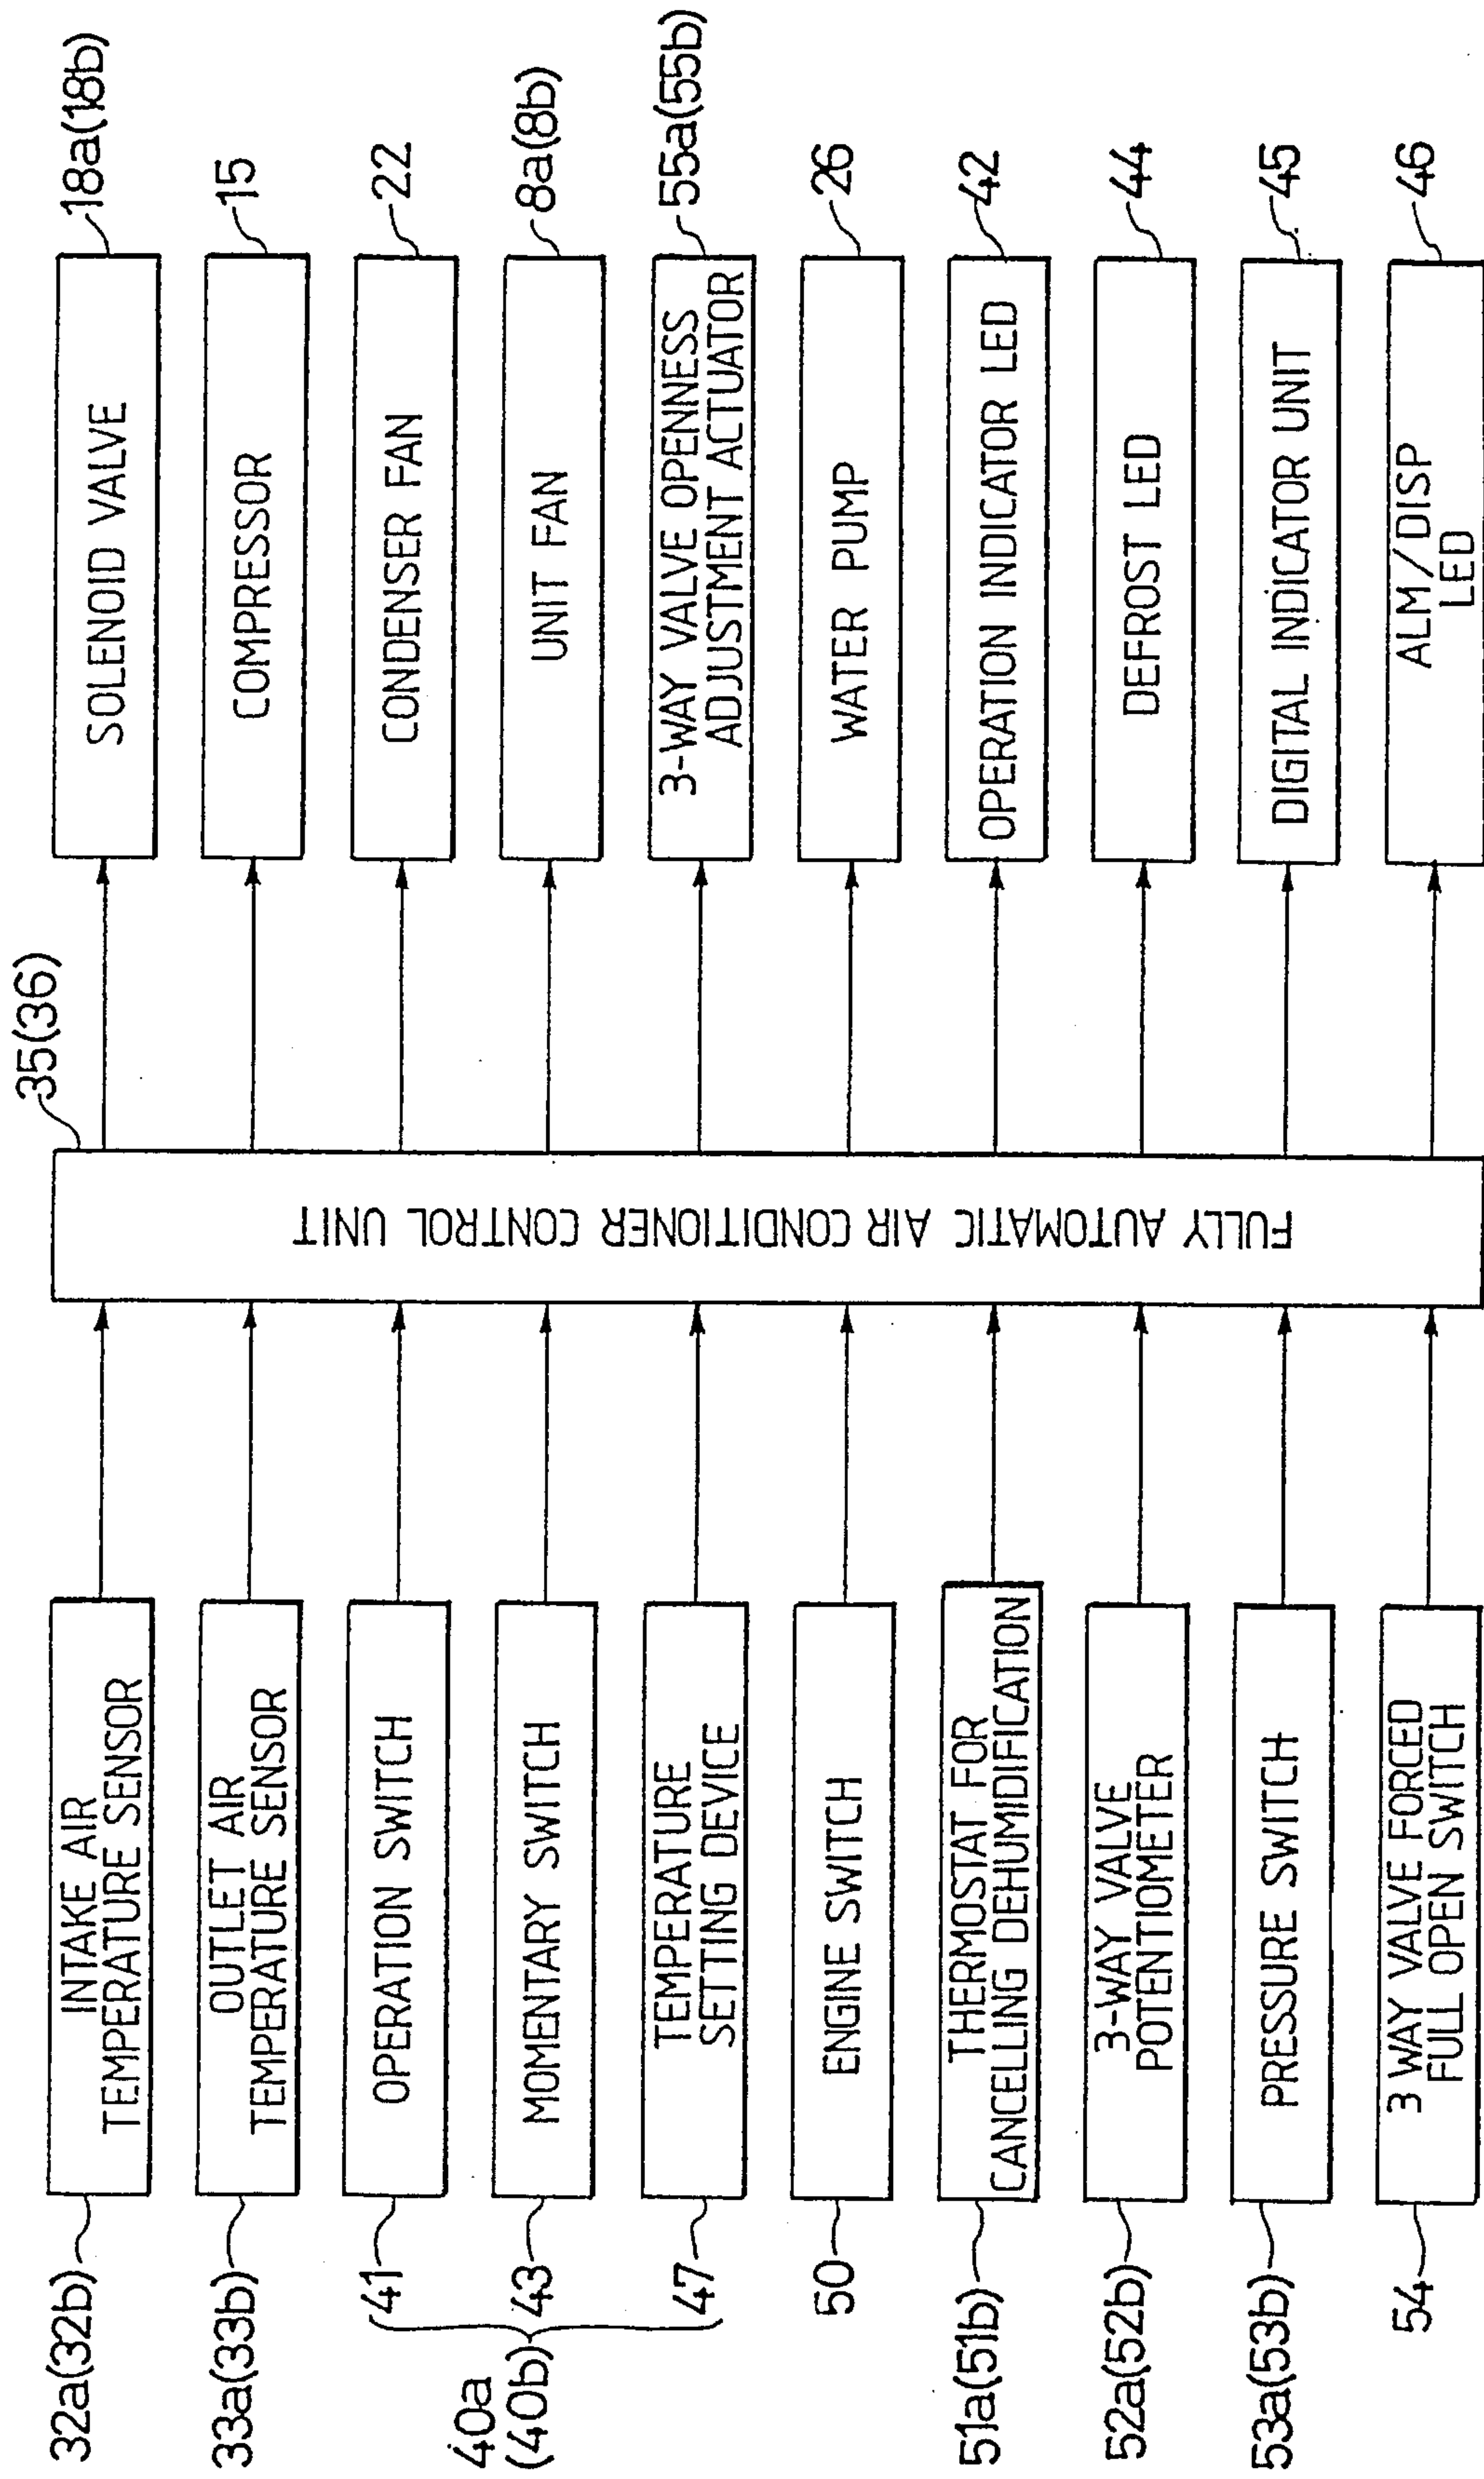 35(36)
FULLY AUTOMATIC AIR CONDITIONER CONTROL UNIT
32a(32b)
INTAKE AIR
TEMPERATURE SENSOR
33a(33b)
OUTLET AIR
TEMPERATURE SENSOR
40a
(40b)
41
OPERATION SWITCH
43
MOMENTARY SWITCH
47
TEMPERATURE
SETTING DEVICE
50
ENGINE SWITCH
51a(51b)
THERMOSTAT FOR
CANCELLING DEHUMIDIFICATION
52a(52b)
3-WAY VALVE
POTENTIOMETER
53a(53b)
PRESSURE SWITCH
54
3 WAY VALVE FORCED
FULL OPEN SWITCH
SOLENOID VALVE
18a(18b)
COMPRESSOR
15
CONDENSER FAN
22
UNIT FAN
8a(8b)
3-WAY VALVE OPENNESS
ADJUSTMENT ACTUATOR
55a(55b)
WATER PUMP
26
OPERATION INDICATOR LED
42
DEFROST LED
44
DIGITAL INDICATOR UNIT
45
ALM/DISP
LED
46